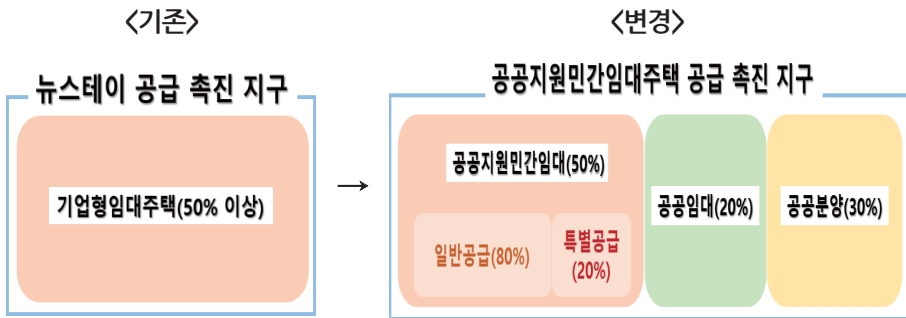 <기존>
<변경>
뉴스테이 공급 촉진 지구
공공지원민간임대주택 공급 촉진 지구
기업형임대주택(50% 이상)
→
공공지원민간임대(50%)
일반공급(80%)
특별공급
(20%)
공공임대(20%)
공공분양(30%)